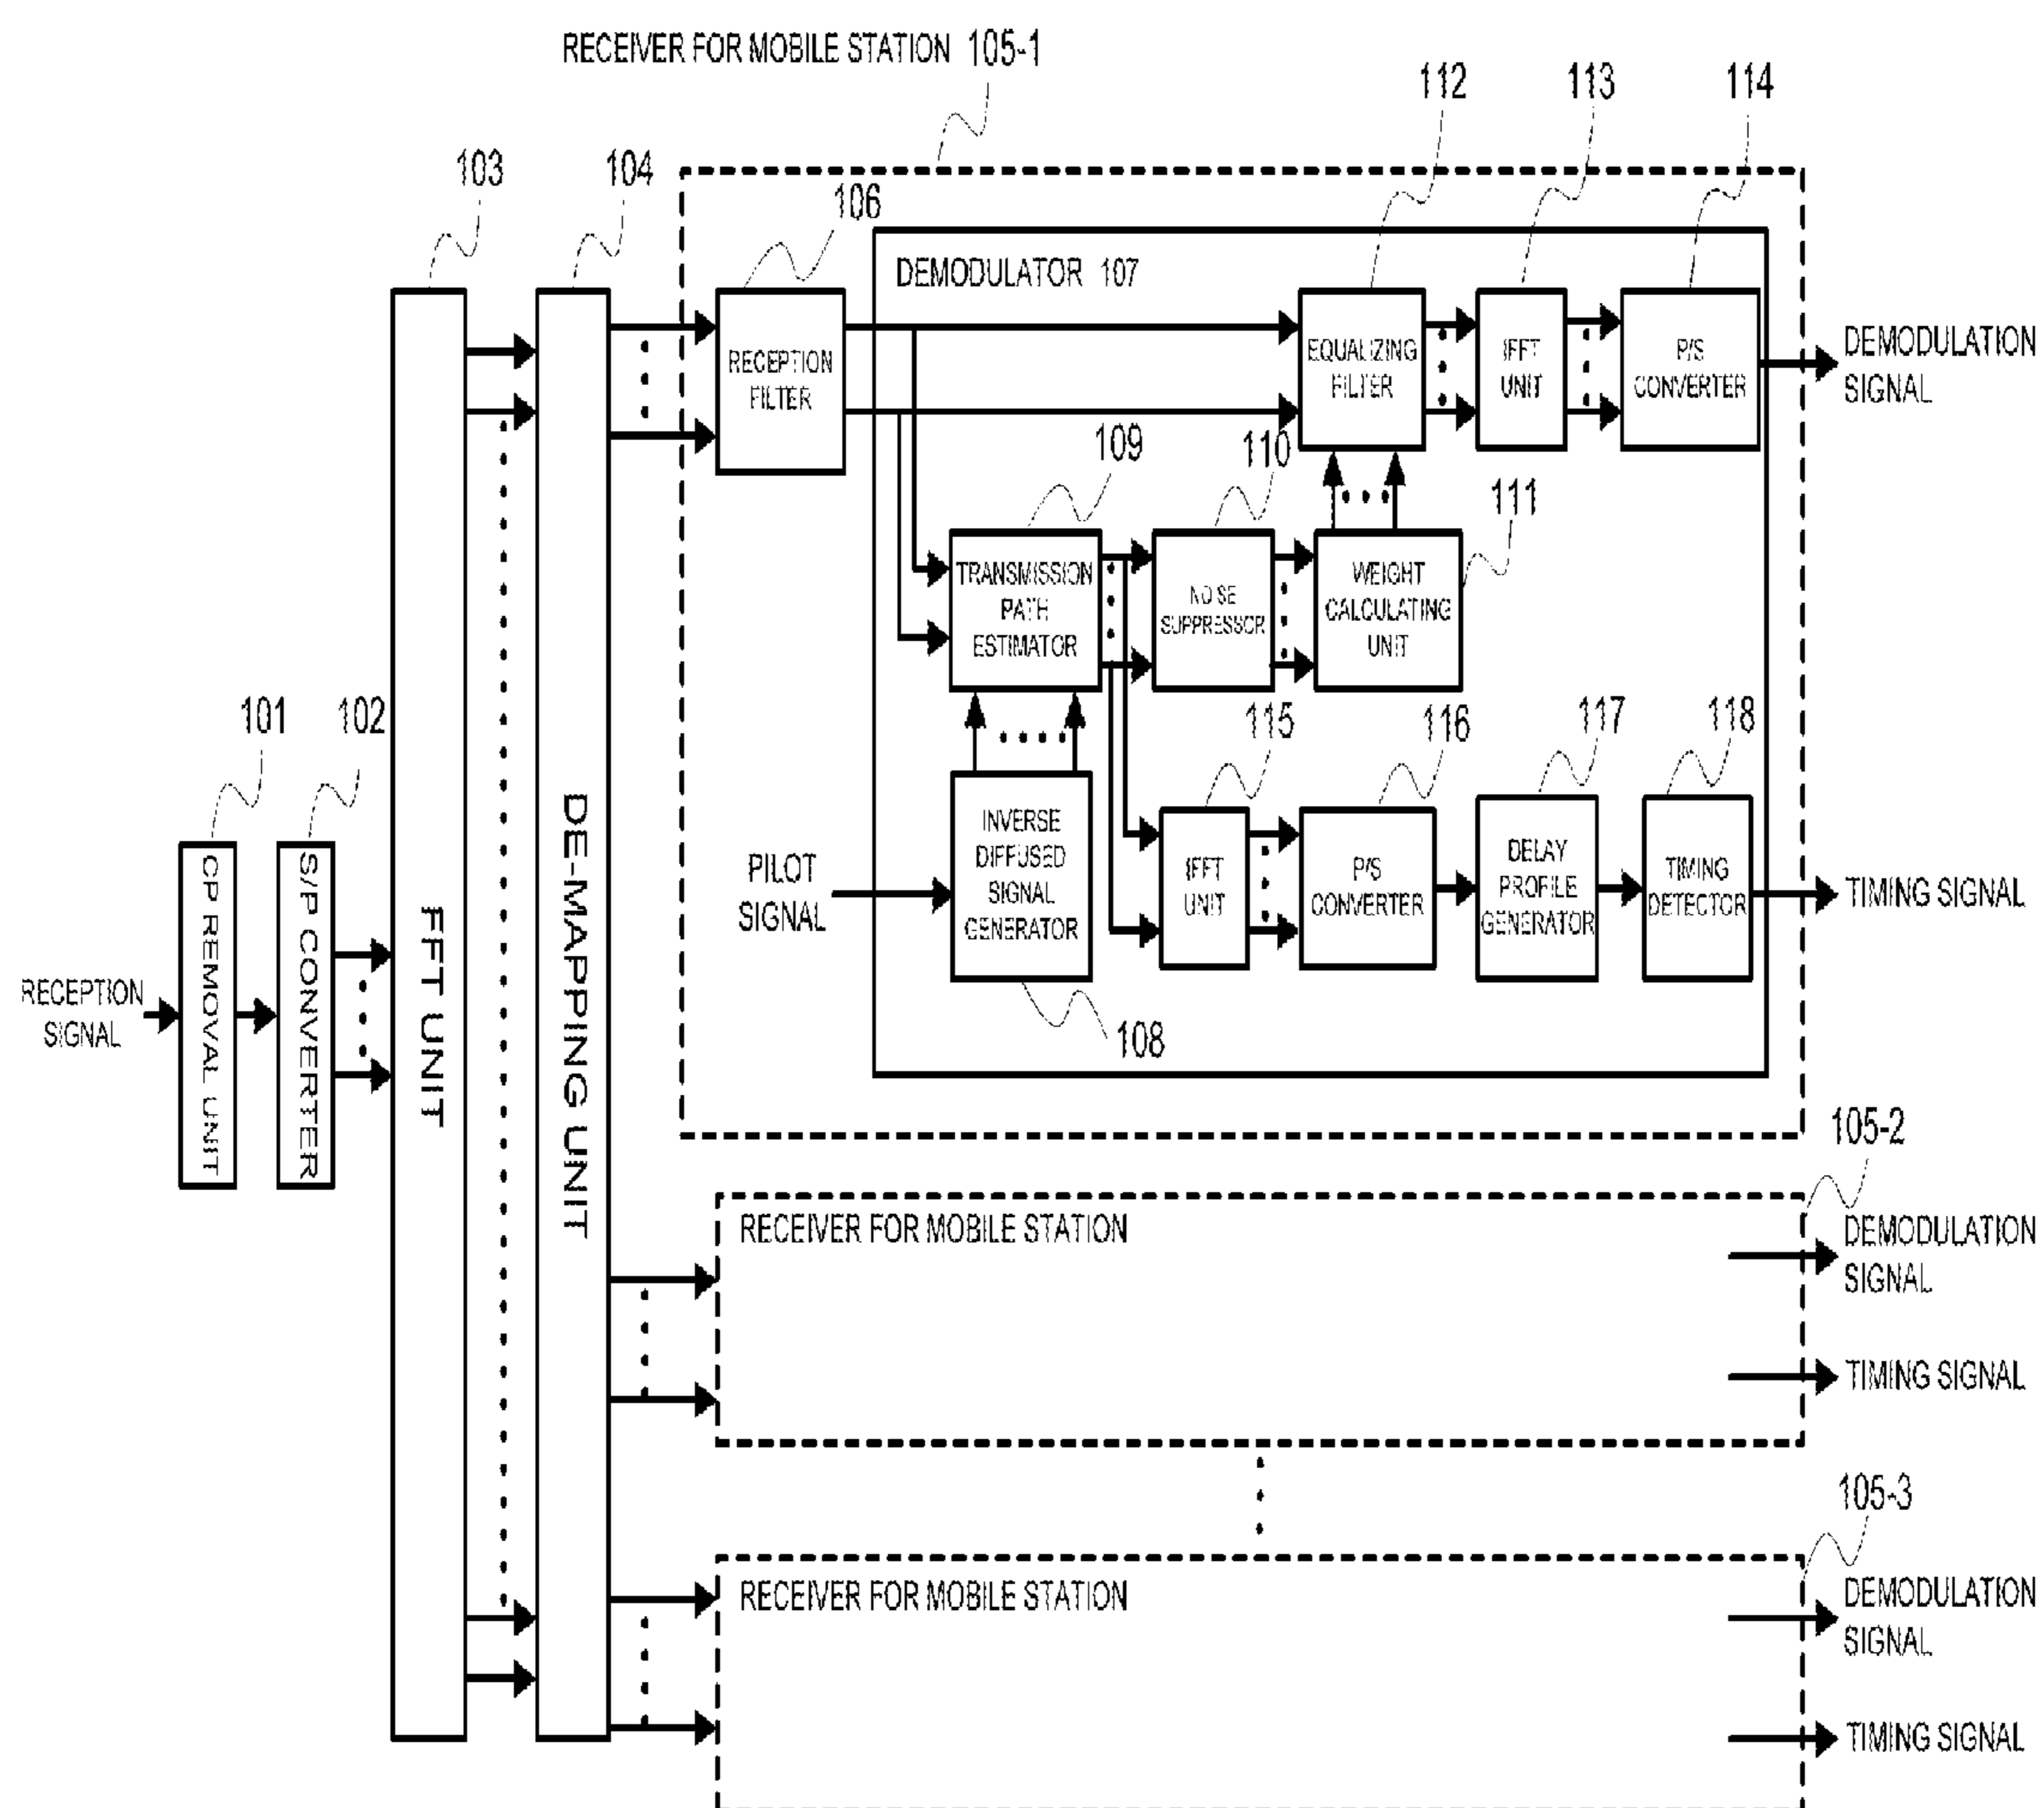 RECEIVER FOR MOBILE STATION 105-1
112
113
114
103
104
106
DEMODULATOR 107
RECEPTION
FILTER
EQUALIZING
FILTER
IFFT
UNIT
P/S
CONVERTER
DEMODULATION
SIGNAL
109
110
111
TRANSMISSION
PATH
ESTIMATOR
NOISE
SUPPRESSOR
WEIGHT
CALCULATING
UNIT
101
102
115
116
117
118
PILOT
SIGNAL
INVERSE
DIFFUSED
SIGNAL
GENERATOR
IFFT
UNIT
P/S
CONVERTER
DELAY
PROFILE
GENERATOR
TIMING
DETECTOR
TIMING SIGNAL
RECEPTION
SIGNAL
CP REMOVAL UNIT
S/P CONVERTER
FFT UNIT
DE-MAPPING UNIT
108
105-2
RECEIVER FOR MOBILE STATION
DEMODULATION
SIGNAL
TIMING SIGNAL
105-3
RECEIVER FOR MOBILE STATION
DEMODULATION
SIGNAL
TIMING SIGNAL